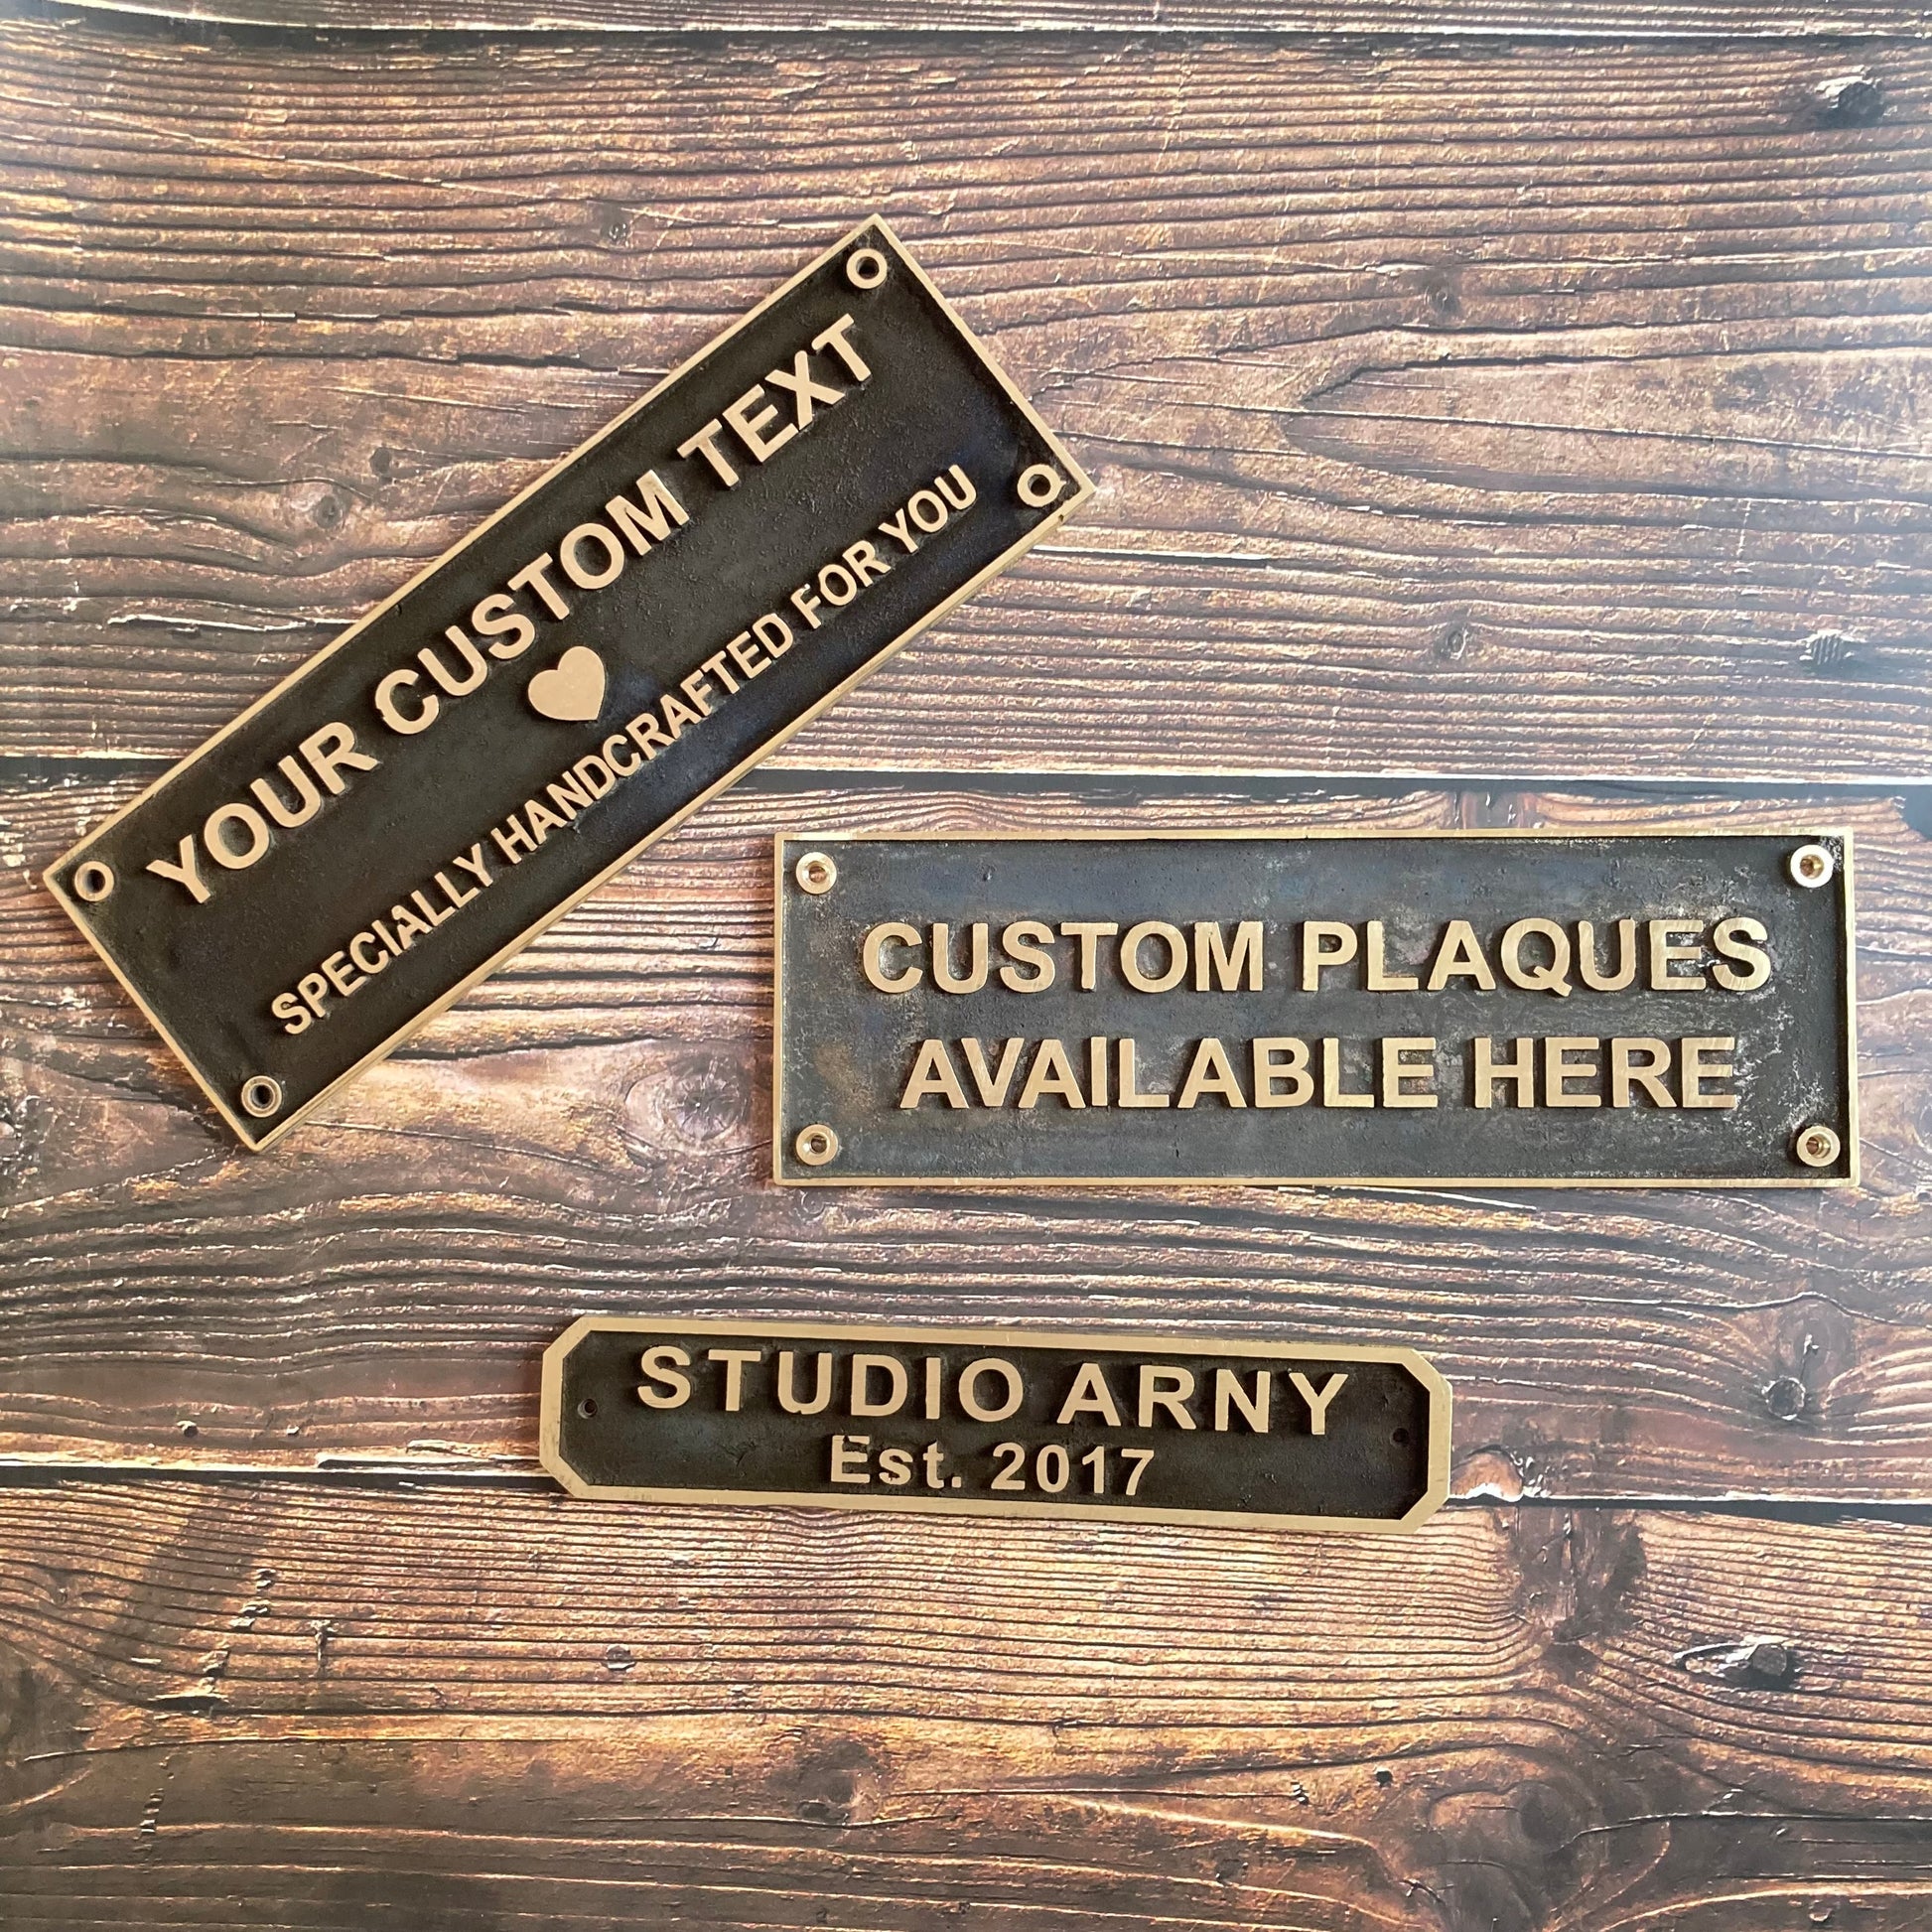 YOUR CUSTOM TEXT
SPECIALLY HANDCRAFTED FOR YOU
CUSTOM PLAQUES
AVAILABLE HERE
STUDIO ARNY
Est. 2017